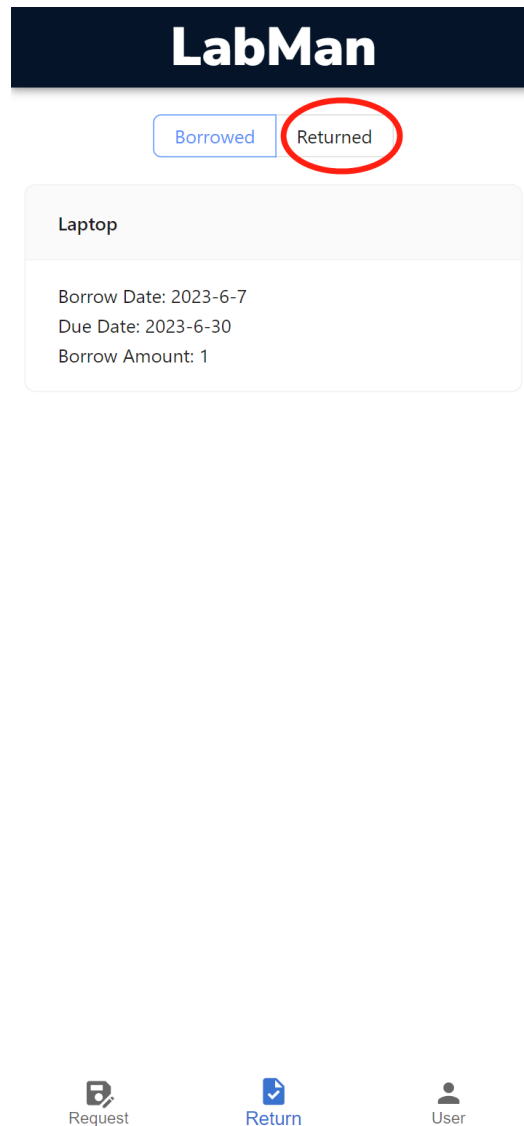 LabMan
Borrowed Returned
Laptop
Borrow Date: 2023-6-7
Due Date: 2023-6-30
Borrow Amount: 1
Request Return User